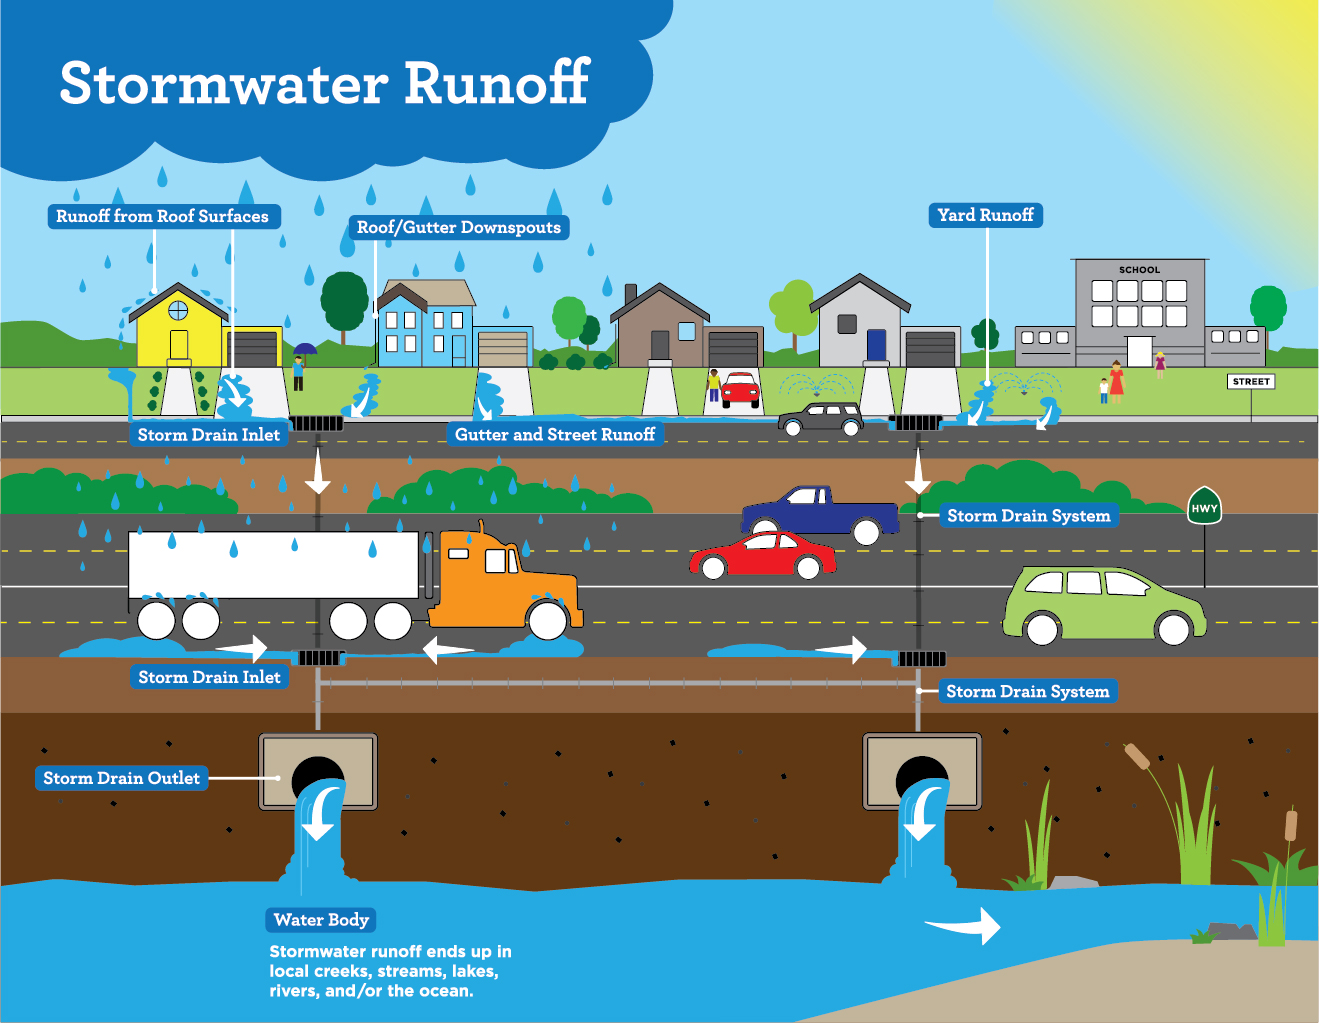 Stormwater Runoff
Runoff from Roof Surfaces
Roof/Gutter Downspouts
Yard Runoff
SCHOOL
STREET
Storm Drain Inlet
Gutter and Street Runoff
HWY
Storm Drain System
Storm Drain Inlet
Storm Drain System
Storm Drain Outlet
Water Body
Stormwater runoff ends up in
local creeks, streams, lakes,
rivers, and/or the ocean.